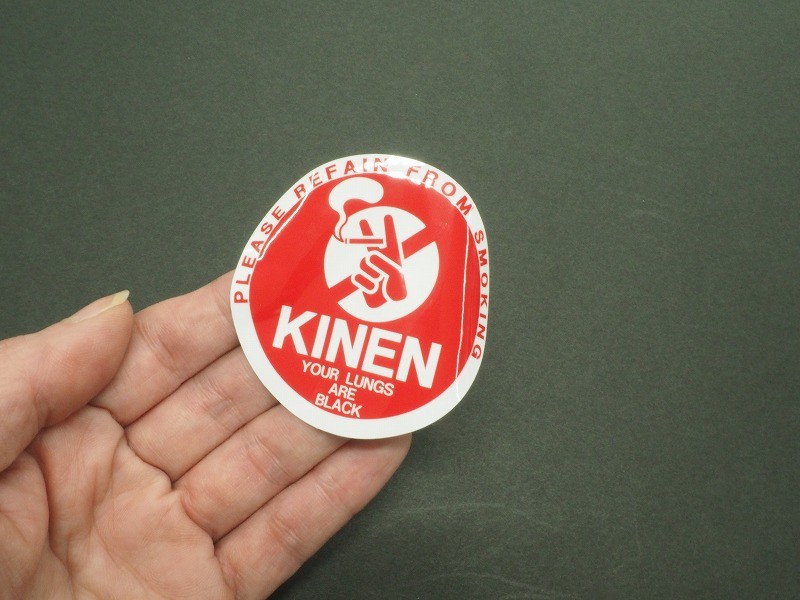 PLEASE REFAIN FROM SMOKING
KINEN
YOUR LUNGS
ARE
BLACK